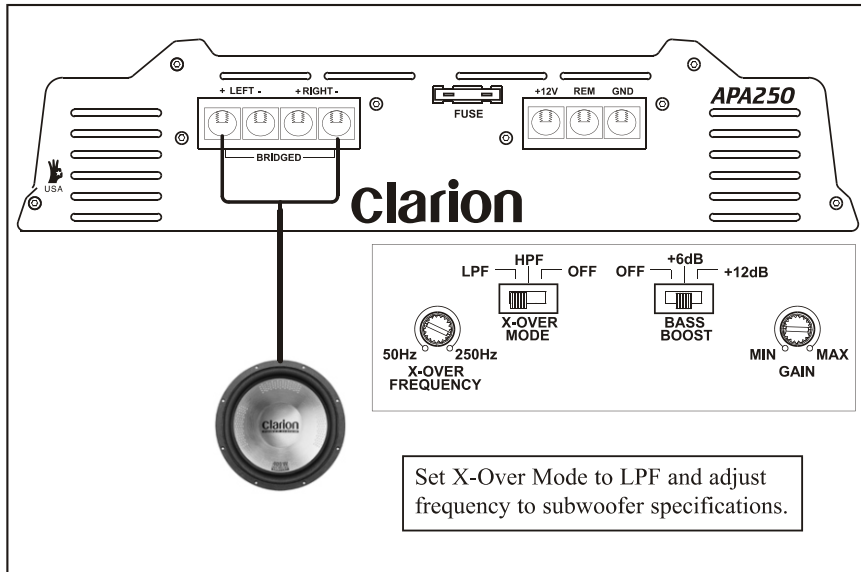 + LEFT - + RIGHT -
BRIDGED
FUSE
+12V REM GND
APA250
USA
clarion
LPF HPF OFF
X-OVER
MODE
OFF +6dB +12dB
BASS
BOOST
50Hz 250Hz
X-OVER
FREQUENCY
MIN MAX
GAIN
clarion
Set X-Over Mode to LPF and adjust
frequency to subwoofer specifications.